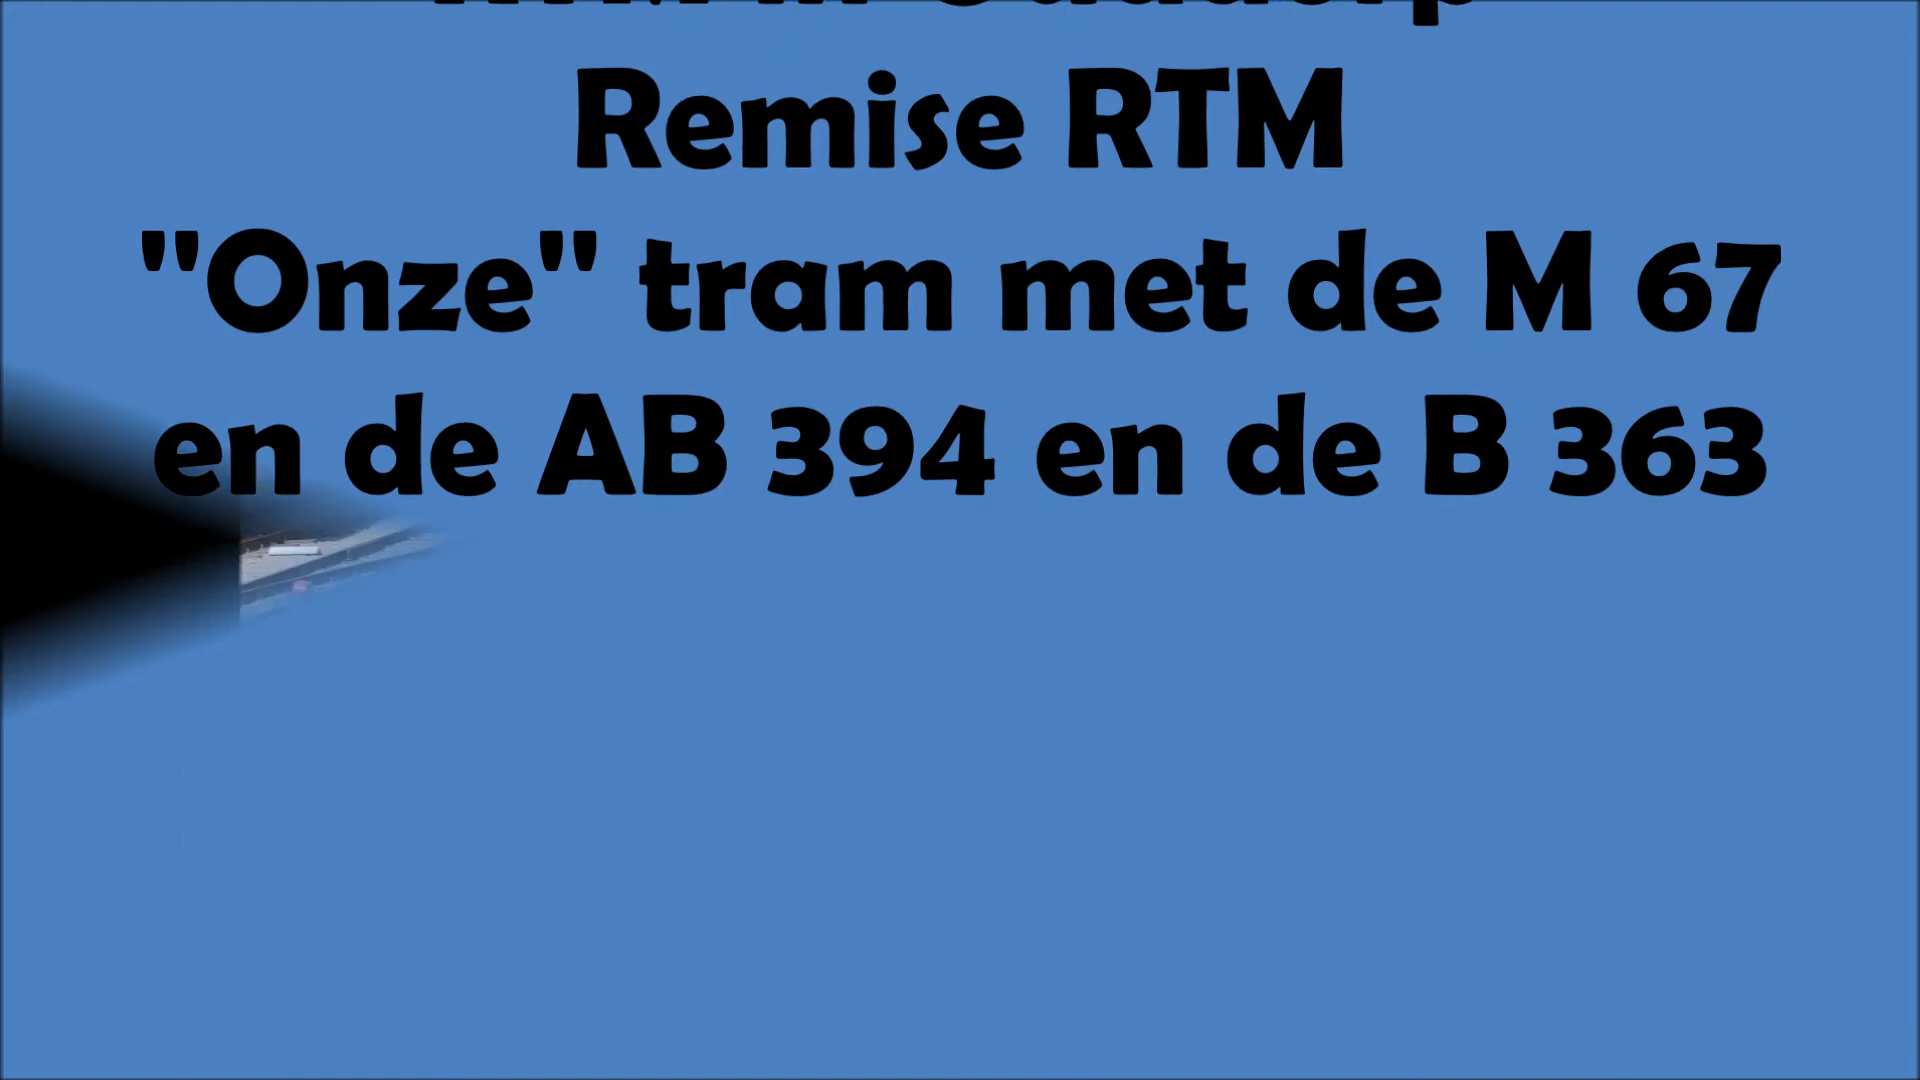 Remise RTM
"Onze" tram met de M 67
en de AB 394 en de B 363